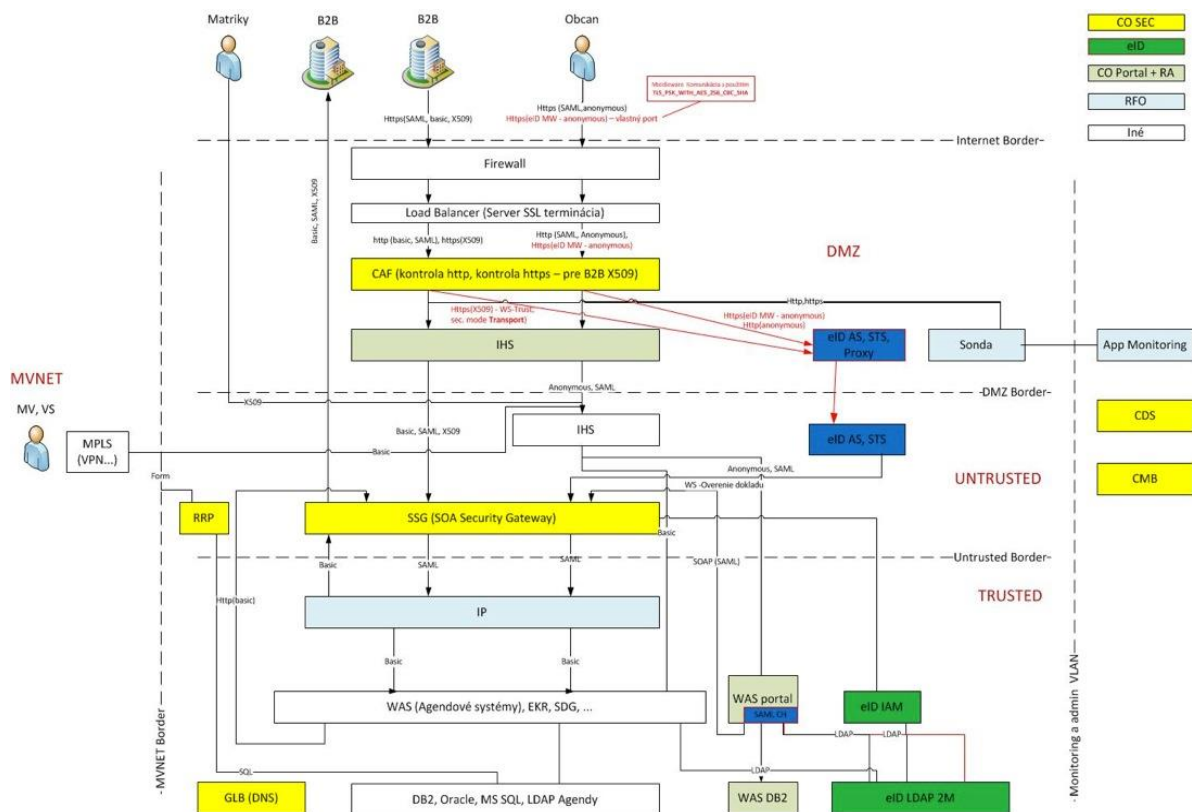 Matriky
B2B
B2B
Obcan
CO SEC
eID
CO Portal + RA
RFO
Iné
TLS_PSK_WITH_AES_256_CBC_SHA
Https (SAML,anonymous)
Https(eID MW - anonymous) – vlastný port
Https(SAML, basic, X509)
Internet Border
Firewall
Basic, SAML, X509
Load Balancer (Server SSL terminácia)
http (basic, SAML), https(X509)
Http (SAML, Anonymous),
Https(eID MW - anonymous)
DMZ
CAF (kontrola http, kontrola https – pre B2B X509)
Http,https
Https(X509) - WS-Trust,
sec. mode Transport)
Https(eID MW - anonymous)
Http(anonymous)
IHS
eID AS, STS,
Proxy
Sonda
App Monitoring
MVNET
Anonymous, SAML
DMZ Border
X509
MV, VS
CDS
Basic, SAML, X509
IHS
eID AS, STS
MPLS
(VPN...)
Basic
Anonymous, SAML
Form
WS -Overenie dokladu
UNTRUSTED
CMB
RRP
SSG (SOA Security Gateway)
Basic
Untrusted Border
Basic
SAML
SAML
SOAP (SAML)
TRUSTED
Http(basic)
IP
Basic
Basic
WAS (Agendové systémy), EKR, SDG, ...
WAS portal
SAML CH
eID IAM
LDAP
LDAP
MVNET Border
Monitoring a admin VLAN
SQL
LDAP
GLB (DNS)
DB2, Oracle, MS SQL, LDAP Agendy
WAS DB2
eID LDAP 2M